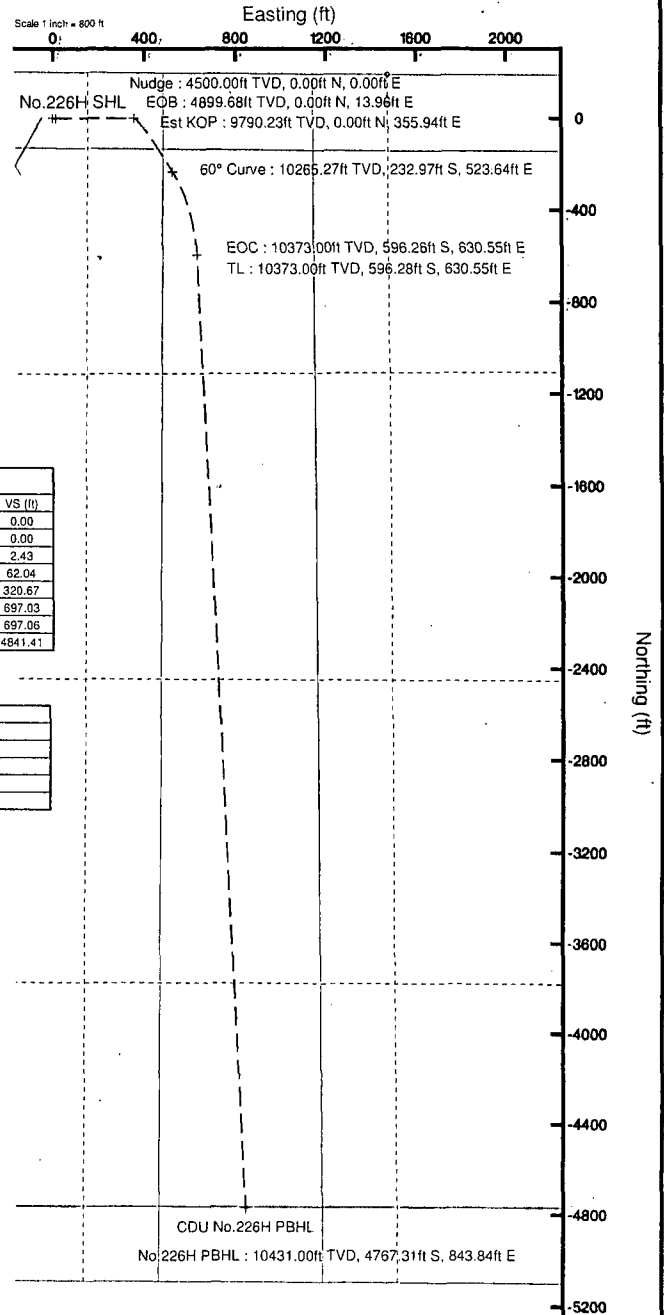 Easting (ft)
Scale 1 inch = 800 ft
0 400 800 1200 1600 2000
Nudge : 4500.00ft TVD, 0.00ft N, 0.00ft E
No.226H SHL
EOB : 4899.68ft TVD, 0.00ft N, 13.96ft E
Est KOP : 9790.23ft TVD, 0.00ft N, 355.94ft E
60° Curve : 10265.27ft TVD, 232.97ft S, 523.64ft E
EOC : 10373.00ft TVD, 596.26ft S, 630.55ft E
TL : 10373.00ft TVD, 596.28ft S, 630.55ft E
0
-400
-800
-1200
-1600
-2000
-2400
-2800
-3200
-3600
-4000
-4400
-4800
-5200
Northing (ft)
VS (ft)
0.00
0.00
2.43
62.04
320.67
697.03
697.06
4841.41
CDU No.226H PBHL
No.226H PBHL : 10431.00ft TVD, 4767.31ft S, 843.84ft E